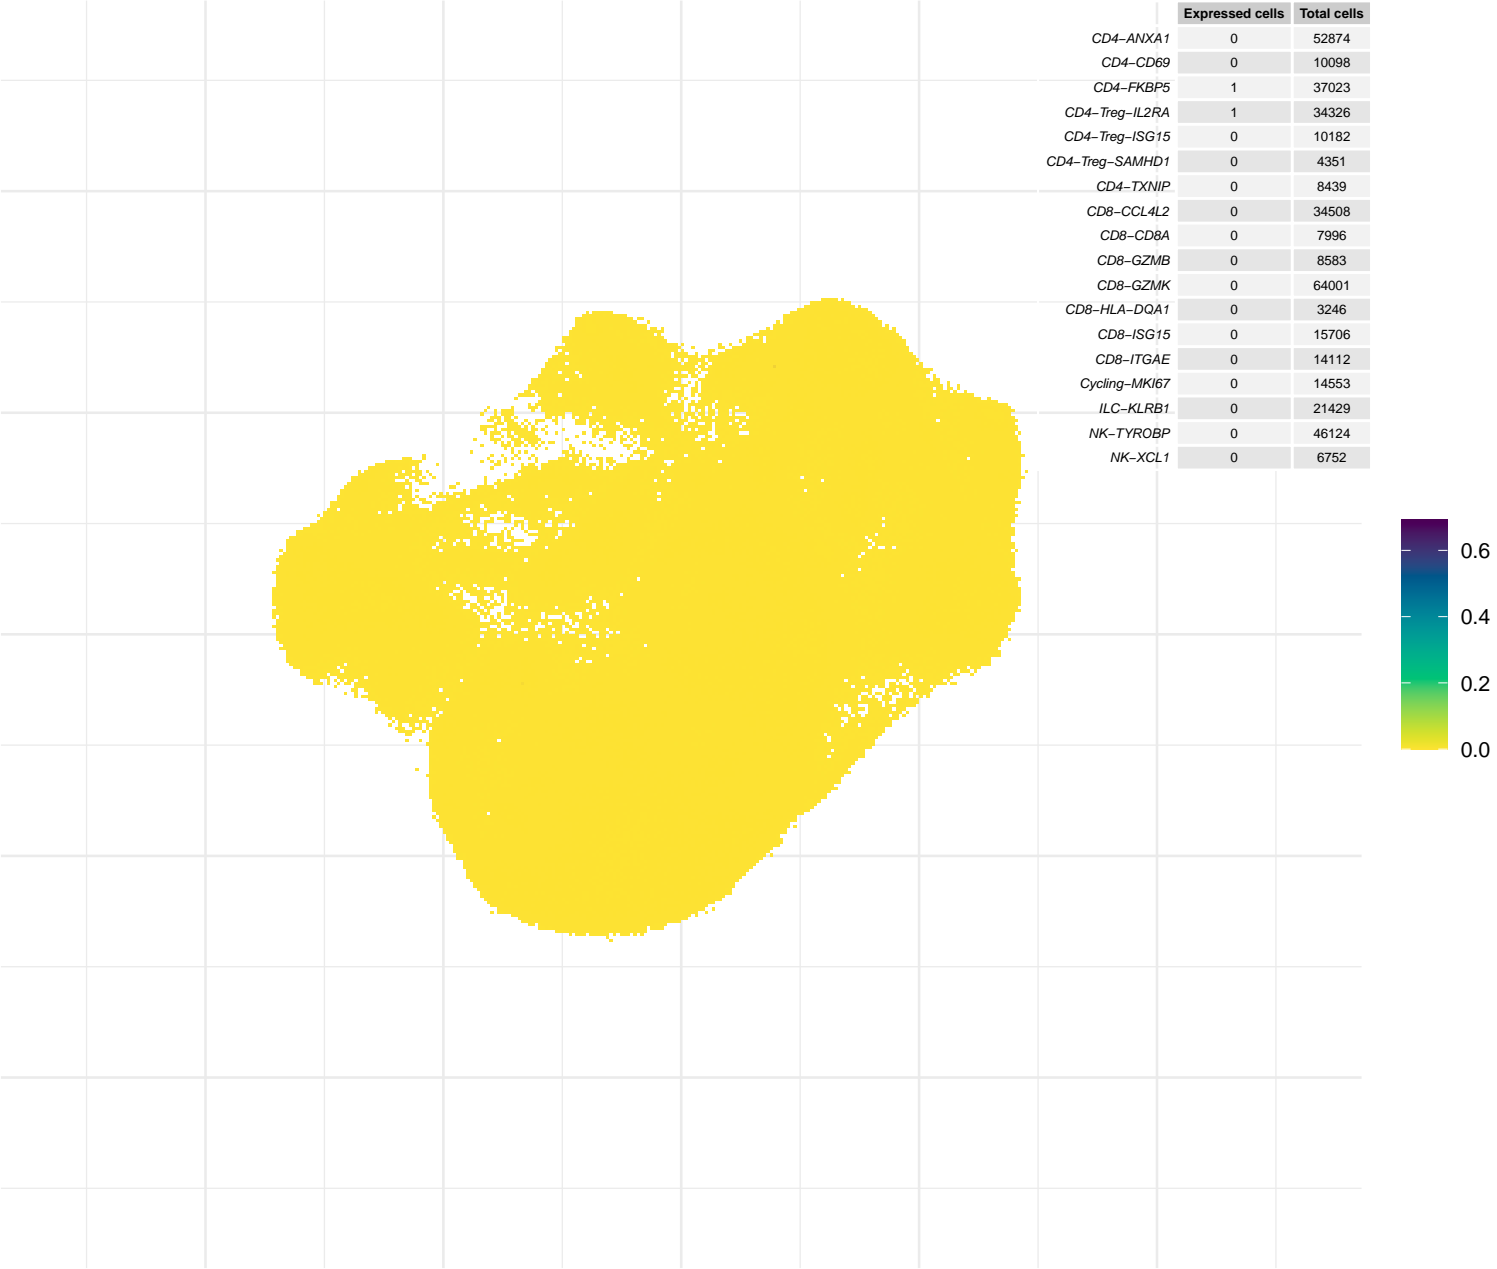 Expressed cells Total cells
CD4−ANXA1 0 52874
CD4−CD69 0 10098
CD4−FKBP5 1 37023
CD4−Treg−IL2RA 1 34326
CD4−Treg−ISG15 0 10182
CD4−Treg−SAMHD1 0 4351
CD4−TXNIP 0 8439
CD8−CCL4L2 0 34508
CD8−CD8A 0 7996
CD8−GZMB 0 8583
CD8−GZMK 0 64001
CD8−HLA−DQA1 0 3246
CD8−ISG15 0 15706
CD8−ITGAE 0 14112
Cycling−MKI67 0 14553
ILC−KLRB1 0 21429
NK−TYROBP 0 46124
NK−XCL1 0 6752
0.6
0.4
0.2
0.0